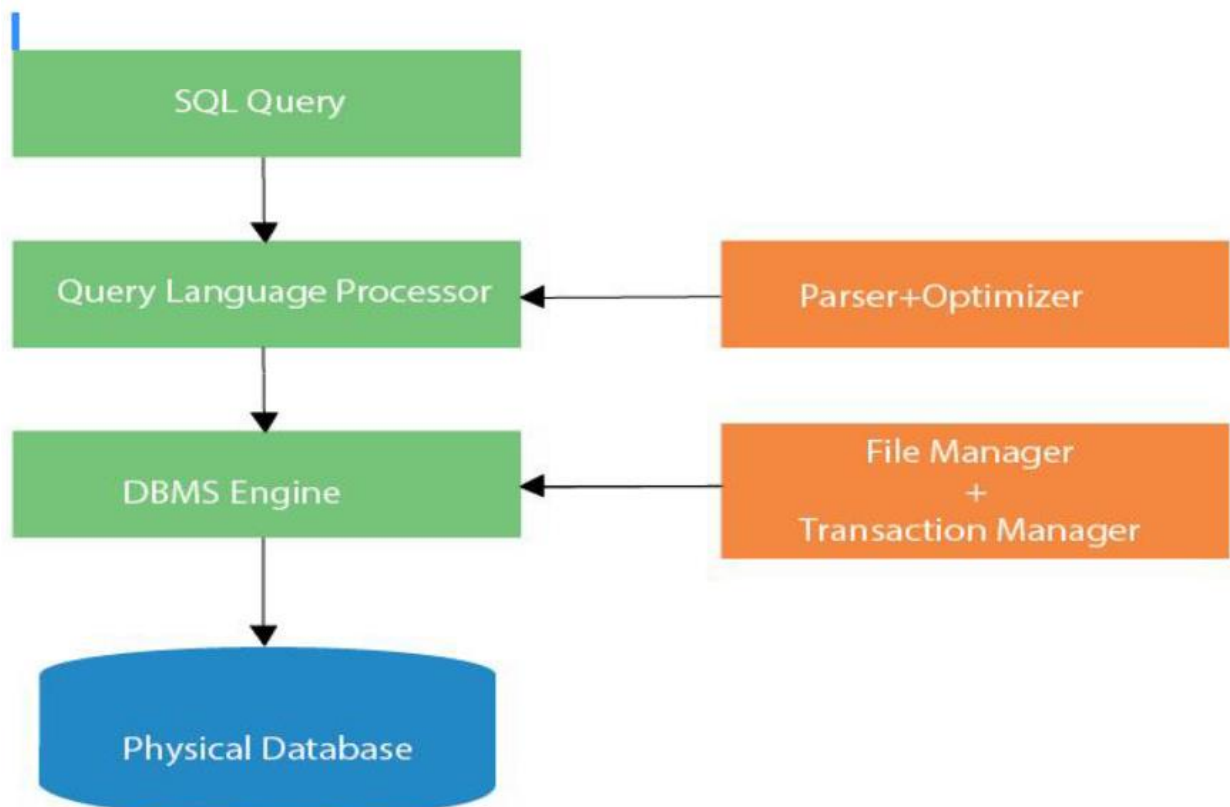 SQL Query
Query Language Processor
Parser+Optimizer
DBMS Engine
File Manager
+
Transaction Manager
Physical Database